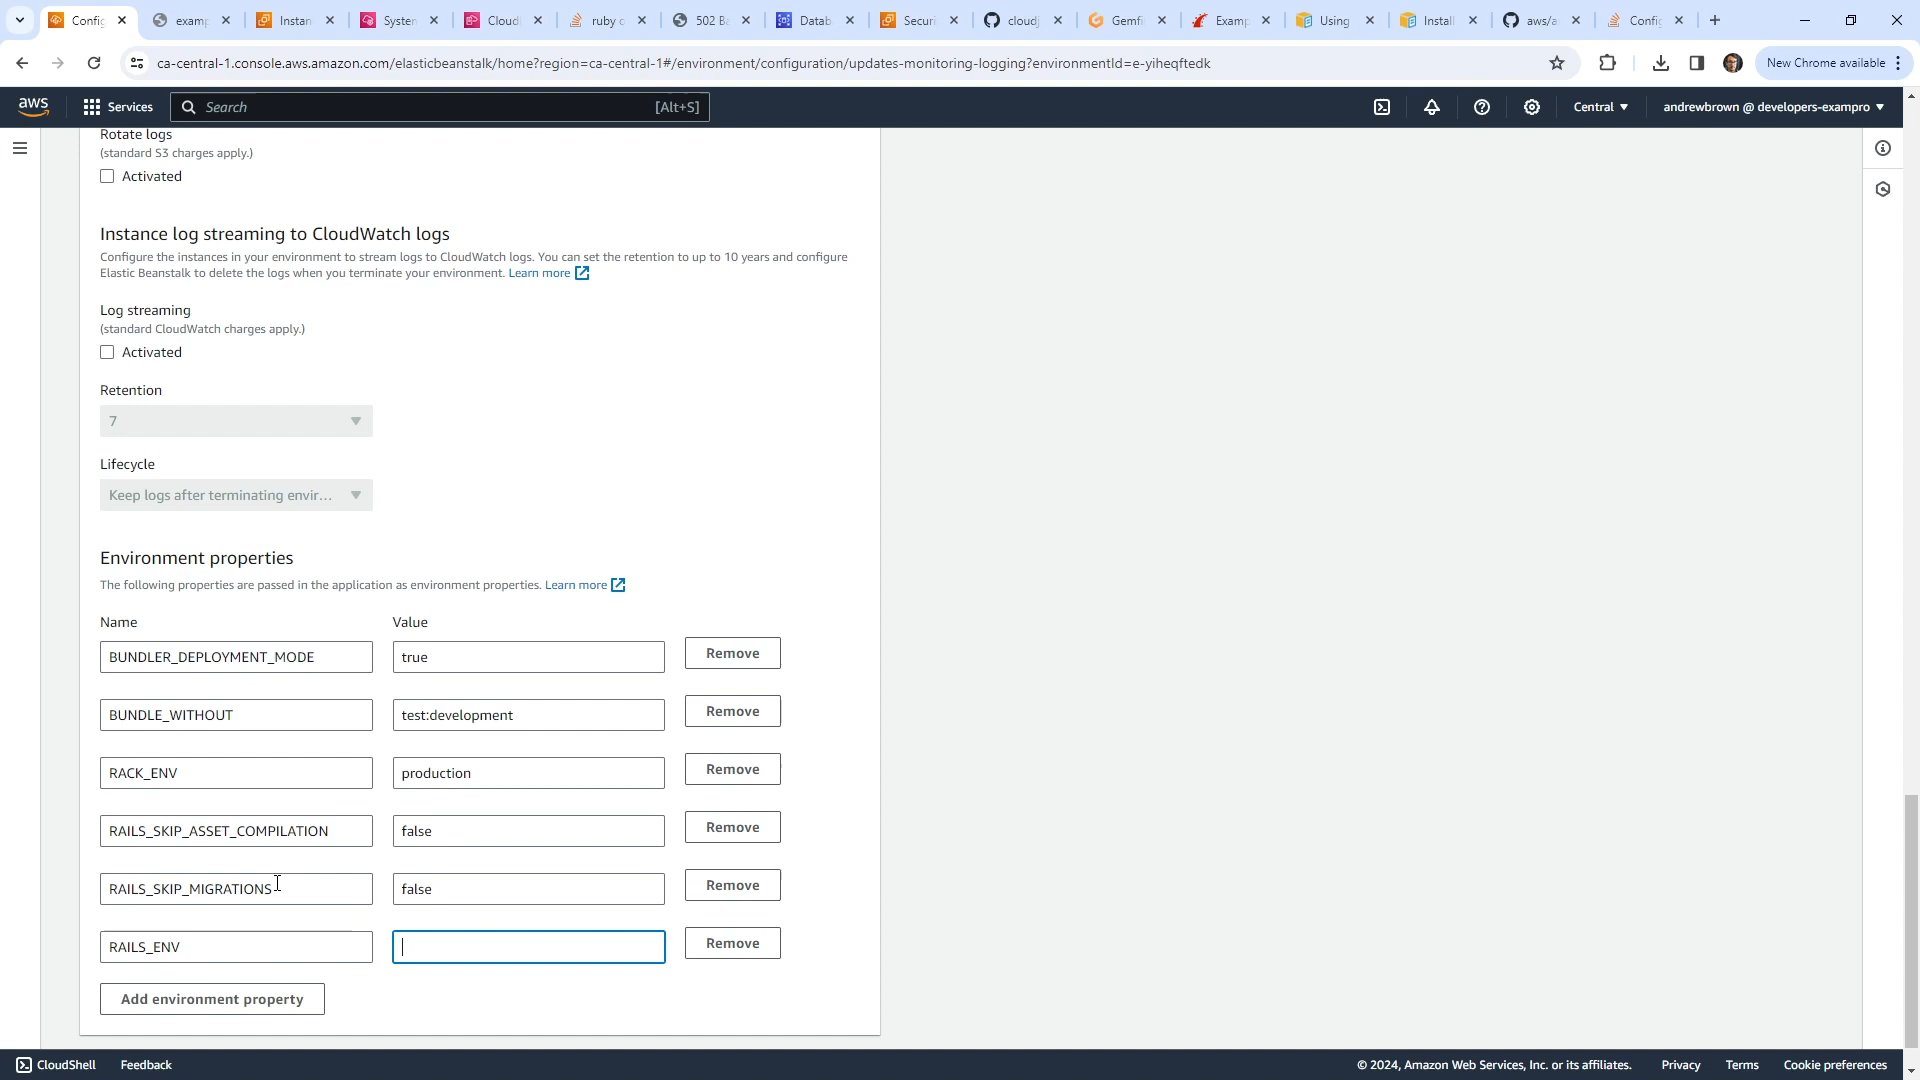 Config
examp
Instan
System
Cloudl
ruby o
502 Ba
Datab
Securi
cloudj
Gemfi
Examp
Using
Install
aws/a
Config
ca-central-1.console.aws.amazon.com/elasticbeanstalk/home?region=ca-central-1#/environment/configuration/updates-monitoring-logging?environmentId=e-yiheqftedk
New Chrome available
aws
Services
Search
[Alt+S]
Central
andrewbrown @ developers-exampro
Rotate logs
(standard S3 charges apply.)
Activated
Instance log streaming to CloudWatch logs
Configure the instances in your environment to stream logs to CloudWatch logs. You can set the retention to up to 10 years and configure
Elastic Beanstalk to delete the logs when you terminate your environment. Learn more
Log streaming
(standard CloudWatch charges apply.)
Activated
Retention
7
Lifecycle
Keep logs after terminating envir...
Environment properties
The following properties are passed in the application as environment properties. Learn more
Name
Value
BUNDLER_DEPLOYMENT_MODE
true
Remove
BUNDLE_WITHOUT
test:development
Remove
RACK_ENV
production
Remove
RAILS_SKIP_ASSET_COMPILATION
false
Remove
RAILS_SKIP_MIGRATIONS
false
Remove
RAILS_ENV
Remove
Add environment property
CloudShell
Feedback
© 2024, Amazon Web Services, Inc. or its affiliates.
Privacy
Terms
Cookie preferences